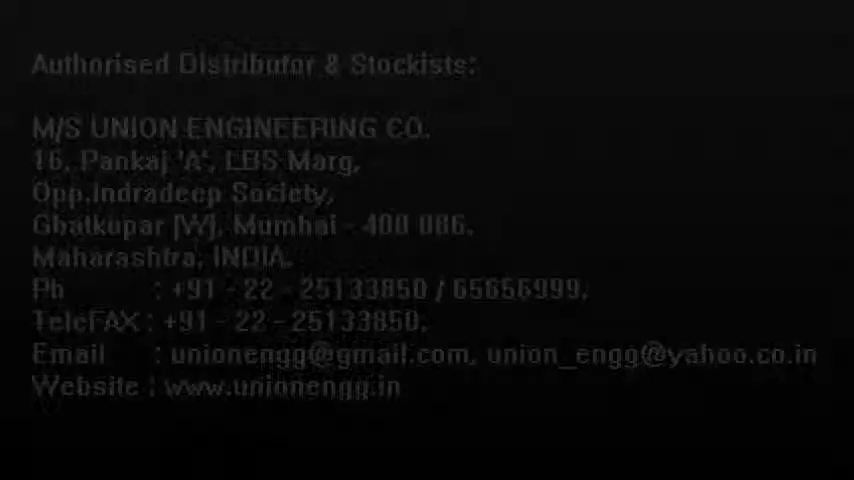 Authorised Distributor & Stockists:
M/S UNION ENGINEERING CO.
16, Pankaj 'A', LBS Marg,
Opp.Indradeep Society,
Ghatkopar [W], Mumbai - 400 086.
Maharashtra, INDIA.
Ph : +91 - 22 - 25133850 / 65656999.
TeleFAX : +91 - 22 - 25133850.
Email : unionengg@gmail.com, union_engg@yahoo.co.in
Website : www.unionengg.in